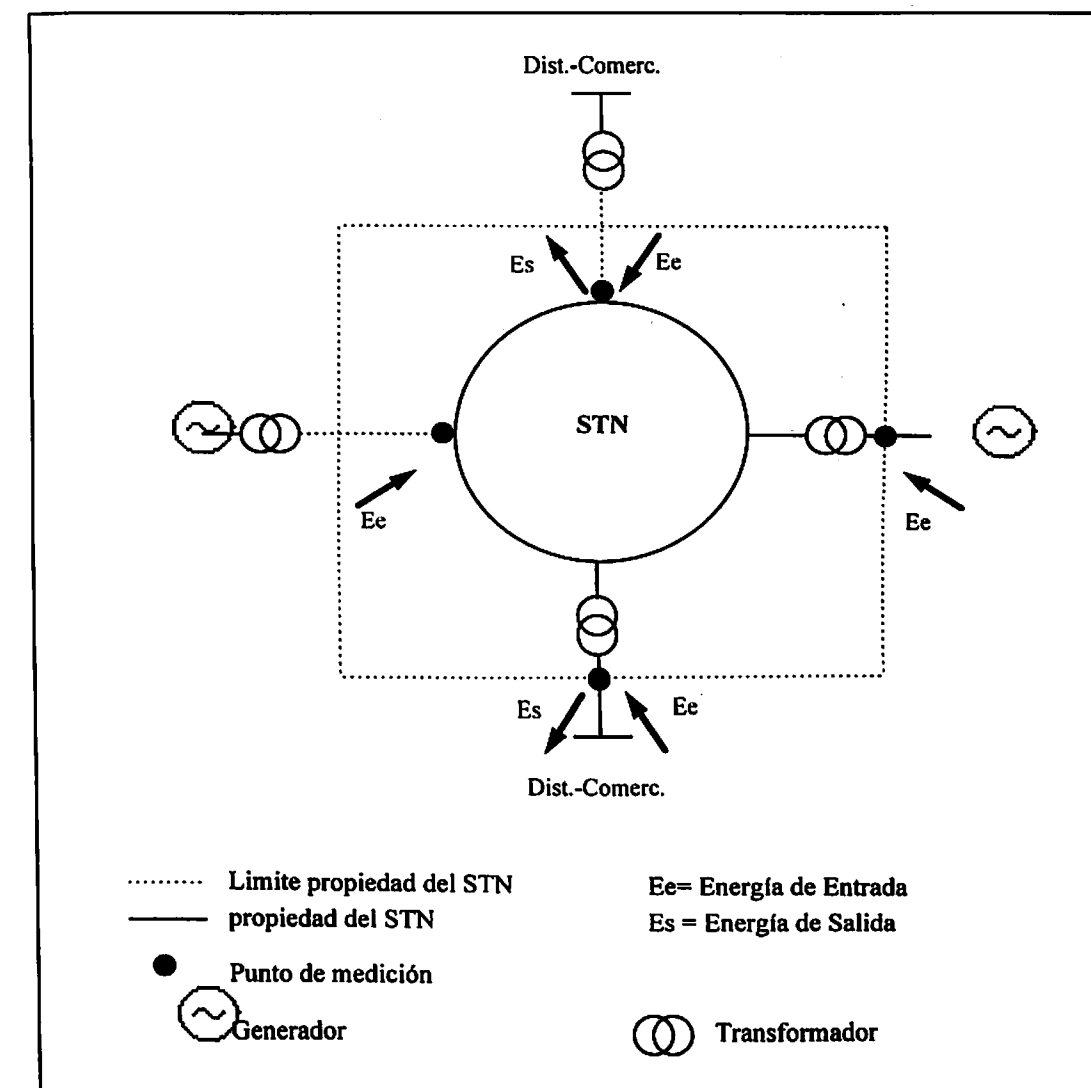 Dist.-Comerc.
Es
Ee
STN
Ee
Ee
Es
Ee
Dist.-Comerc.
Limite propiedad del STN
propiedad del STN
Punto de medición
Generador
Ee= Energía de Entrada
Es = Energía de Salida
Transformador